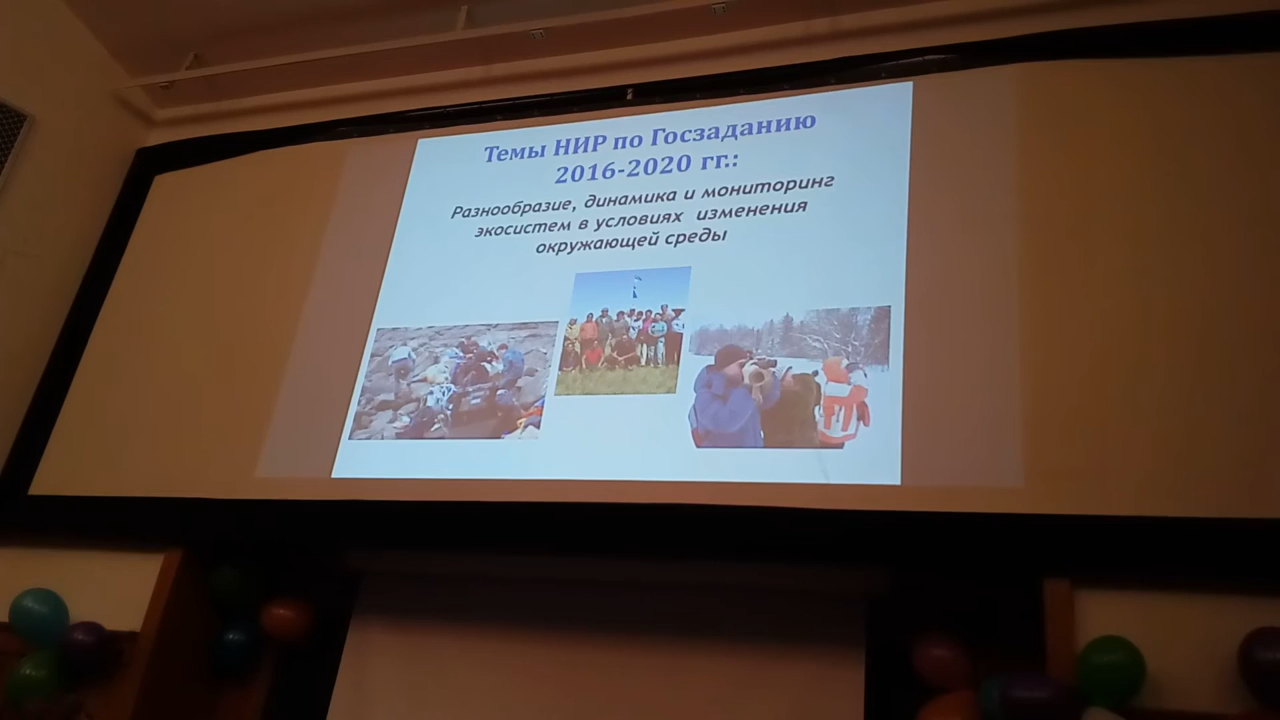 Темы НИР по Госзаданию
2016-2020 гг.:
Разнообразие, динамика и мониторинг
экосистем в условиях изменения
окружающей среды